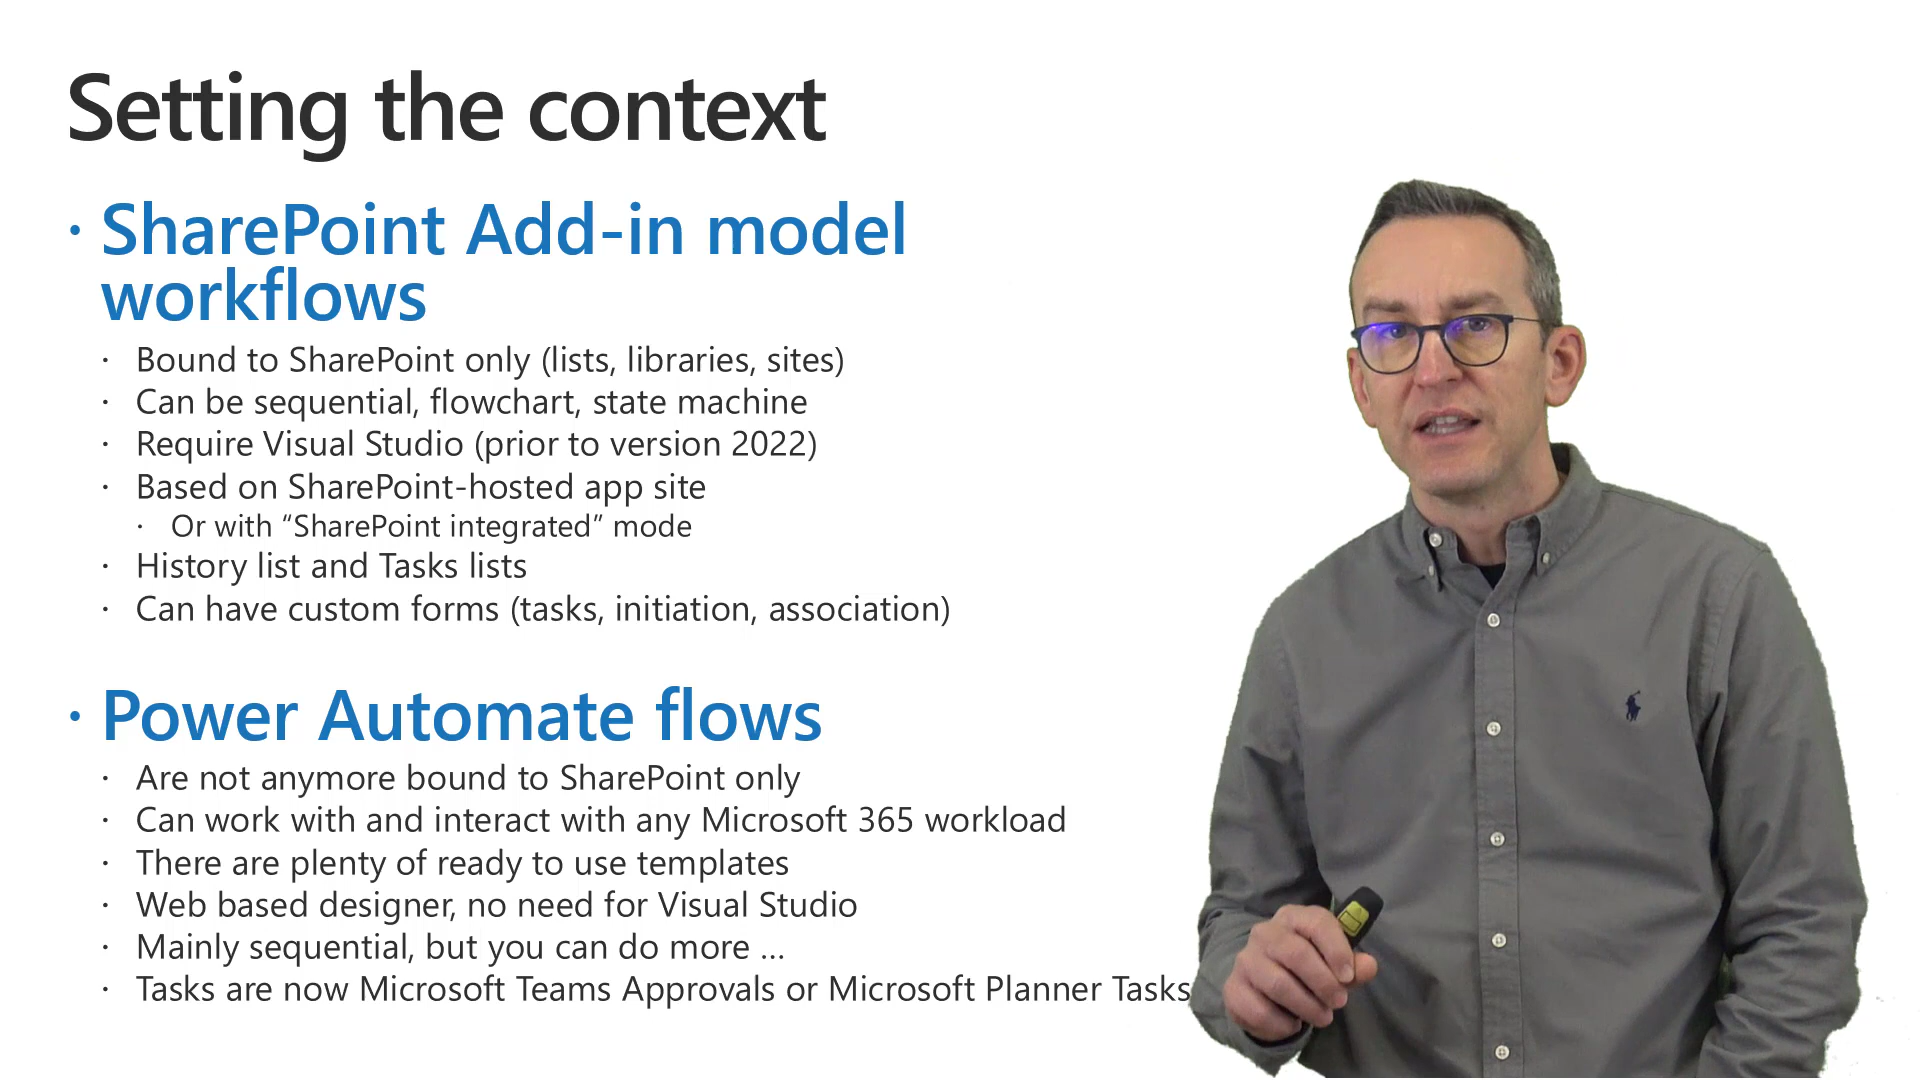 Setting the context
· SharePoint Add-in model
workflows
· Bound to SharePoint only (lists, libraries, sites)
· Can be sequential, flowchart, state machine
· Require Visual Studio (prior to version 2022)
· Based on SharePoint-hosted app site
· Or with “SharePoint integrated” mode
· History list and Tasks lists
· Can have custom forms (tasks, initiation, association)
· Power Automate flows
· Are not anymore bound to SharePoint only
· Can work with and interact with any Microsoft 365 workload
· There are plenty of ready to use templates
· Web based designer, no need for Visual Studio
· Mainly sequential, but you can do more ...
· Tasks are now Microsoft Teams Approvals or Microsoft Planner Tasks